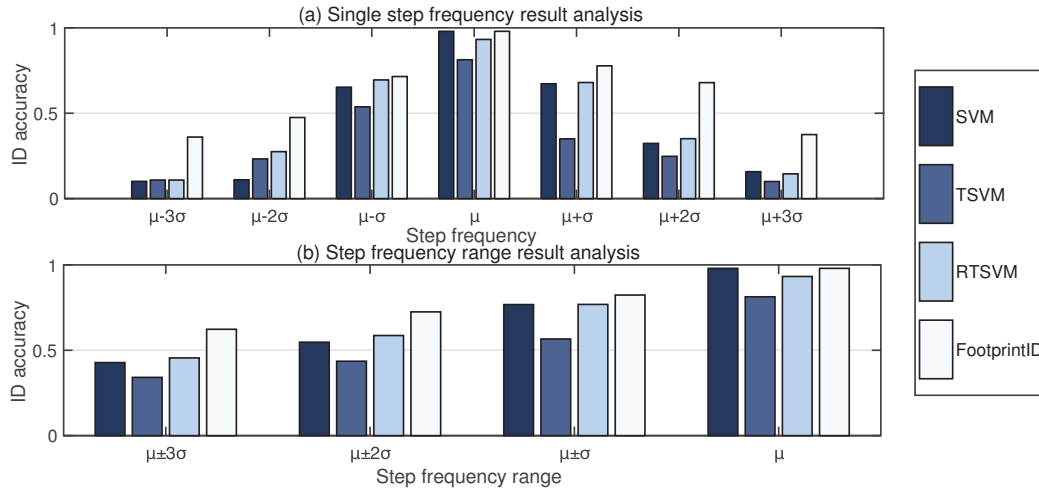 (a) Single step frequency result analysis
1
0.5
0
ID accuracy
μ-3σ μ-2σ μ-σ μ μ+σ μ+2σ μ+3σ
Step frequency
(b) Step frequency range result analysis
1
0.5
0
ID accuracy
μ±3σ μ±2σ μ±σ μ
Step frequency range
SVM
TSVM
RTSVM
FootprintID